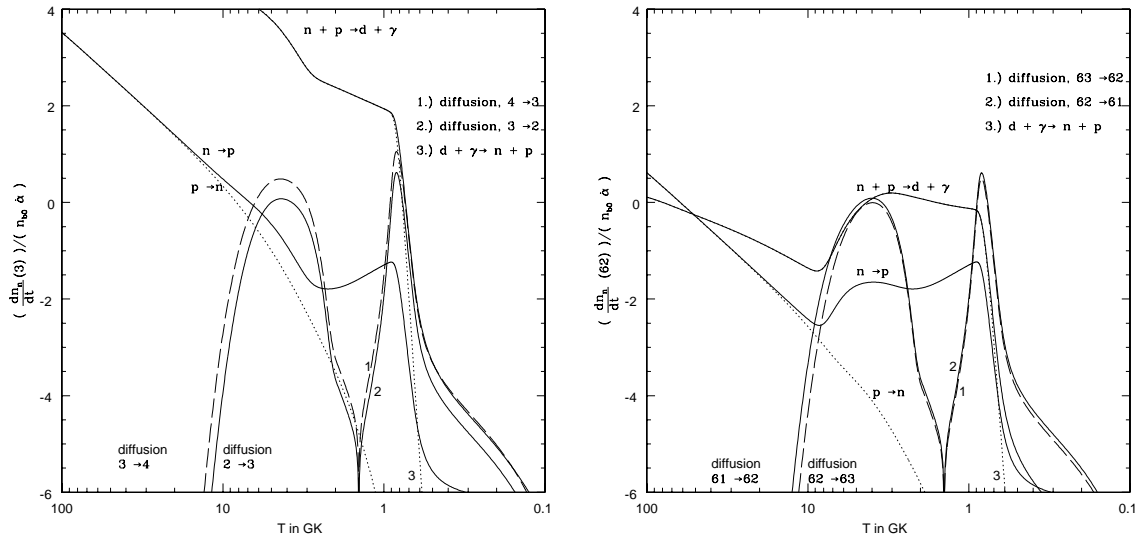 4
2
0
-2
-4
-6
100
10
1
0.1
T in GK
( dn_n/dt (3) )/( n_b0 α̇ )
n + p →d + γ
1.) diffusion, 4 →3
2.) diffusion, 3 →2
3.) d + γ→ n + p
n →p
p →n
1
2
diffusion
3 →4
diffusion
2 →3
3
4
2
0
-2
-4
-6
100
10
1
0.1
T in GK
( dn_n/dt (62) )/( n_b0 α̇ )
1.) diffusion, 63 →62
2.) diffusion, 62 →61
3.) d + γ→ n + p
n + p →d + γ
n →p
2
p →n
1
diffusion
61 →62
diffusion
62 →63
3